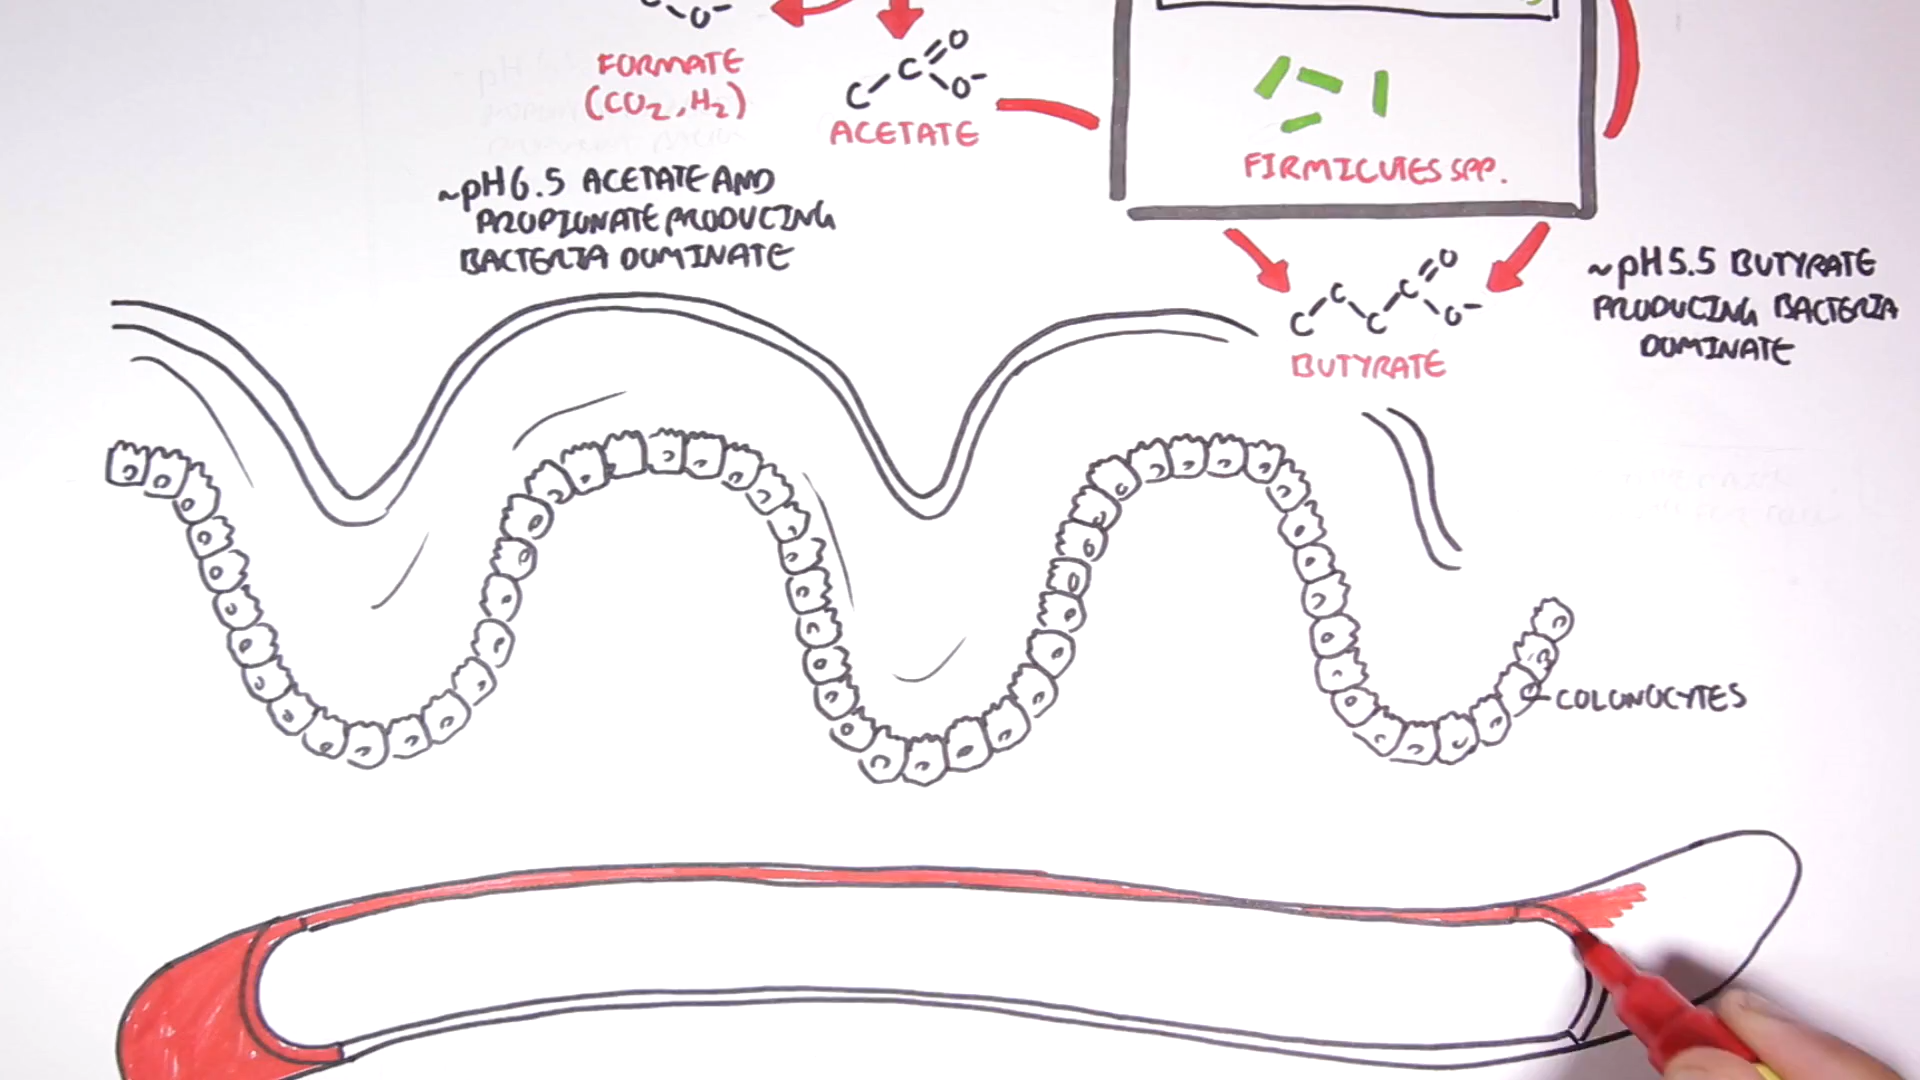 FORMATE
(CO2, H2)
C C O O-
ACETATE
FIRMICUTES SPP.
~pH 6.5 ACETATE AND
PROPIONATE PRODUCING
BACTERIA DOMINATE
C C C C O O-
BUTYRATE
~pH 5.5 BUTYRATE
PRODUCING BACTERIA
DOMINATE
COLONOCYTES